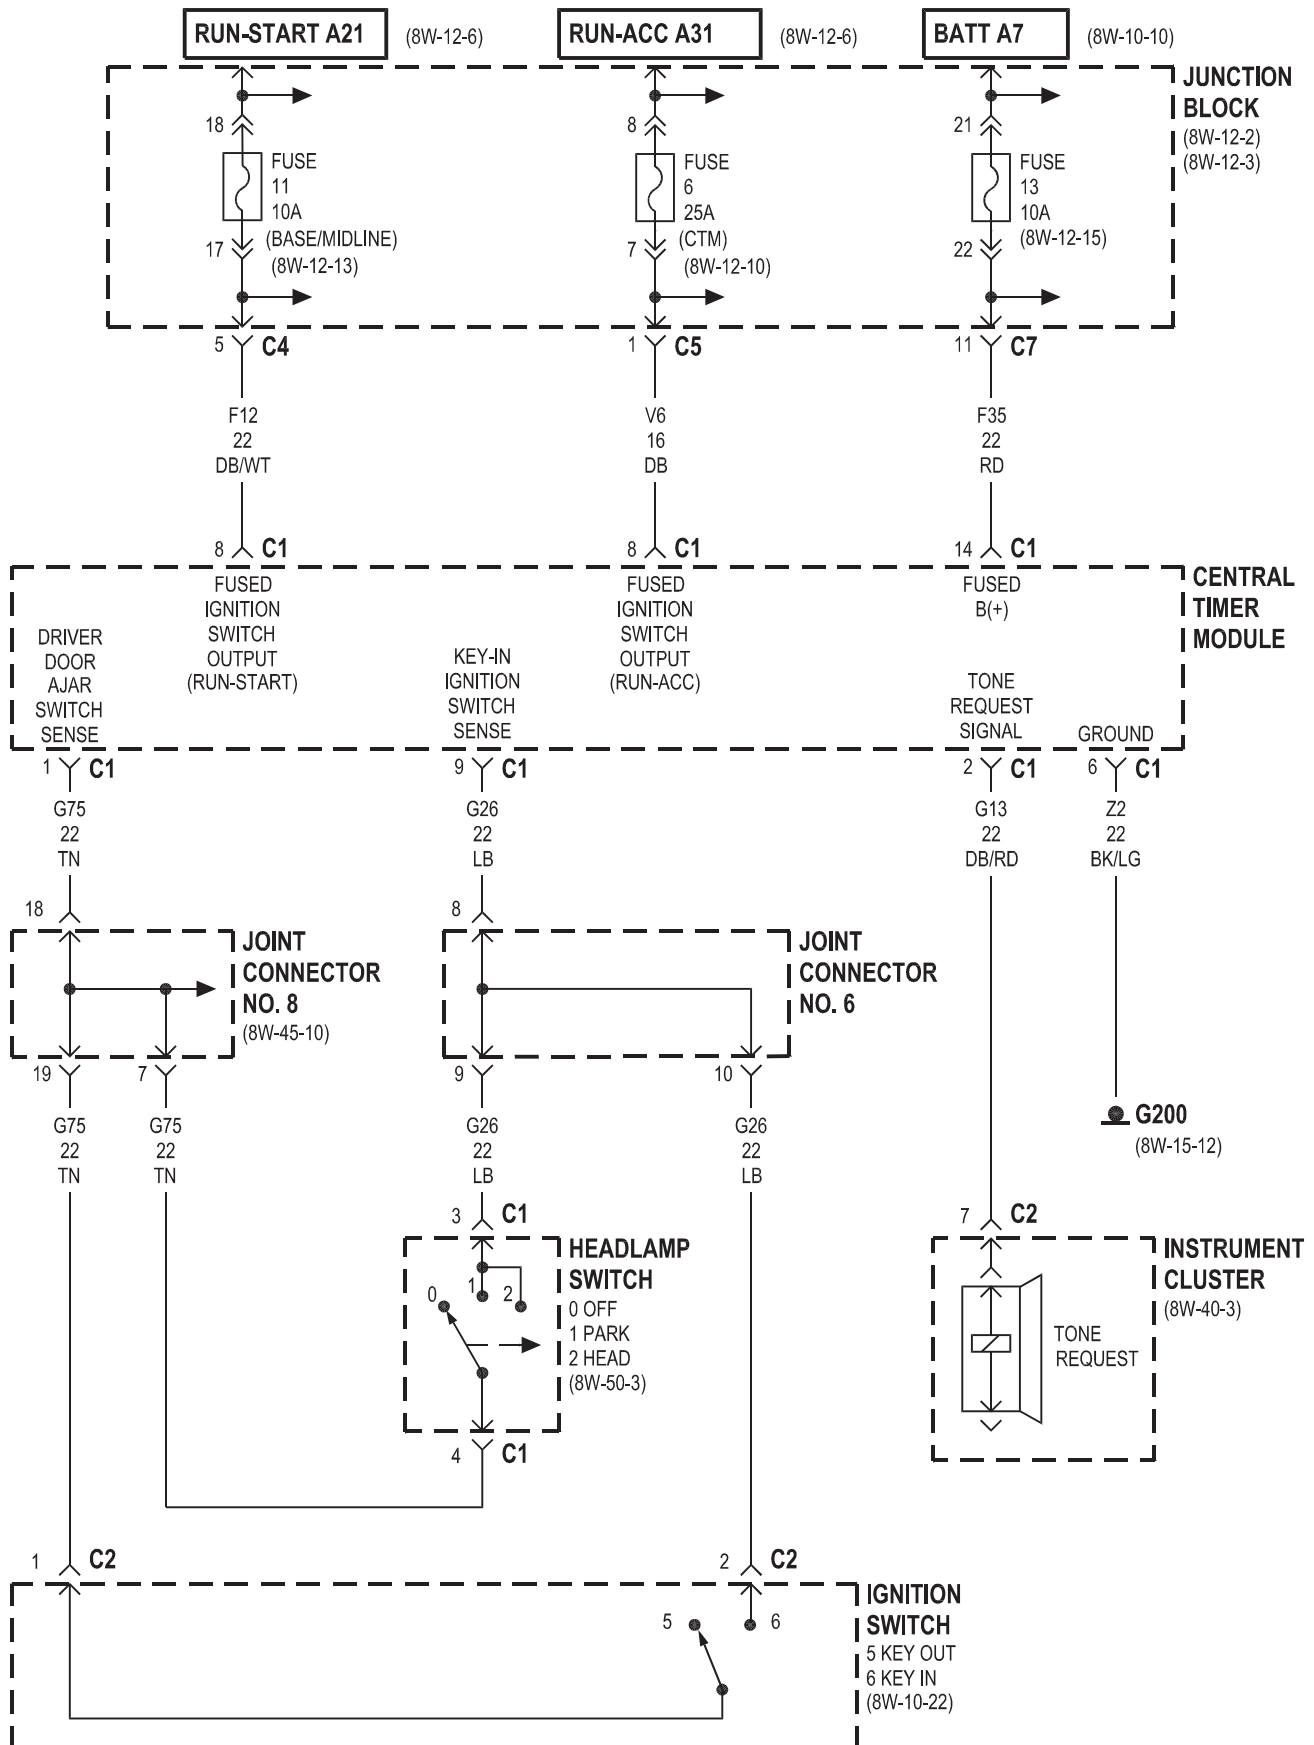 RUN-START A21
(8W-12-6)
RUN-ACC A31
(8W-12-6)
BATT A7
(8W-10-10)
JUNCTION
BLOCK
(8W-12-2)
(8W-12-3)
18
FUSE
11
10A
(BASE/MIDLINE)
(8W-12-13)
17
8
FUSE
6
25A
(CTM)
(8W-12-10)
7
21
FUSE
13
10A
(8W-12-15)
22
5
C4
1
C5
11
C7
F12
22
DB/WT
V6
16
DB
F35
22
RD
8
C1
8
C1
14
C1
CENTRAL
TIMER
MODULE
FUSED
IGNITION
SWITCH
OUTPUT
(RUN-START)
FUSED
IGNITION
SWITCH
OUTPUT
(RUN-ACC)
FUSED
B(+)
DRIVER
DOOR
AJAR
SWITCH
SENSE
KEY-IN
IGNITION
SWITCH
SENSE
TONE
REQUEST
SIGNAL
GROUND
1
C1
9
C1
2
C1
6
C1
G75
22
TN
G26
22
LB
G13
22
DB/RD
Z2
22
BK/LG
18
JOINT
CONNECTOR
NO. 8
(8W-45-10)
8
JOINT
CONNECTOR
NO. 6
19
7
9
10
G75
22
TN
G75
22
TN
G26
22
LB
G26
22
LB
G200
(8W-15-12)
3
C1
HEADLAMP
SWITCH
0 OFF
1 PARK
2 HEAD
(8W-50-3)
0
1
2
4
C1
7
C2
INSTRUMENT
CLUSTER
(8W-40-3)
TONE
REQUEST
1
C2
2
C2
5
6
IGNITION
SWITCH
5 KEY OUT
6 KEY IN
(8W-10-22)